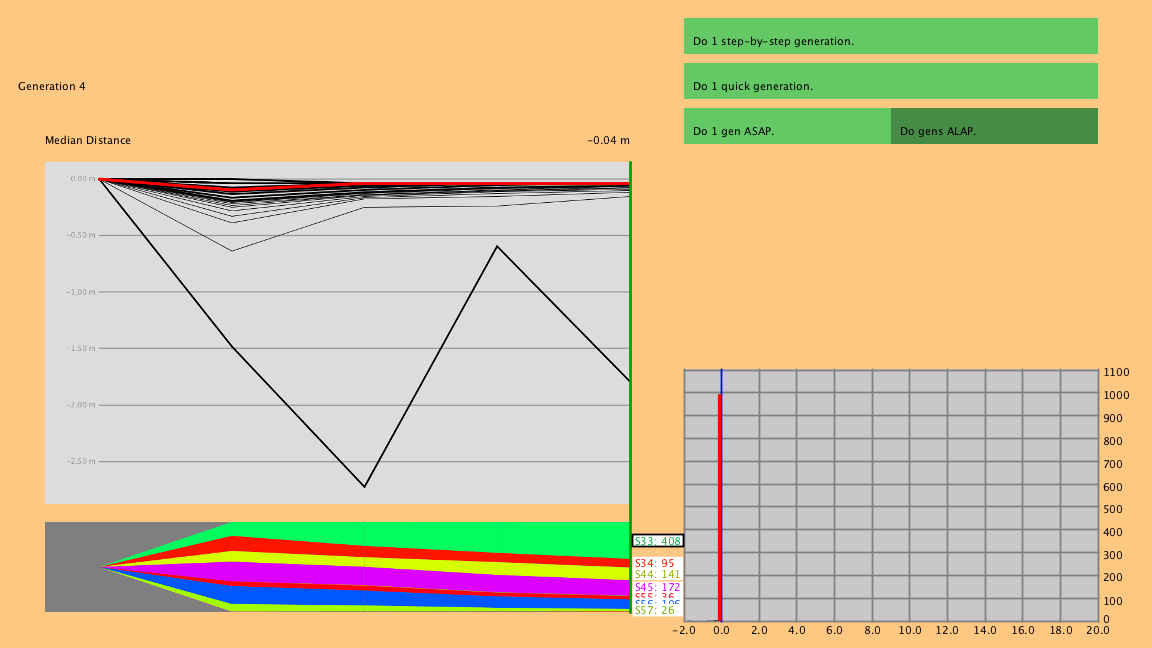 Do 1 step-by-step generation.
Generation 4
Do 1 quick generation.
Do 1 gen ASAP.
Do gens ALAP.
Median Distance
-0.04 m
0.00 m
-0.50 m
-1.00 m
-1.50 m
-2.00 m
-2.50 m
S33: 408
S34: 95
S44: 141
S45: 172
S55: 36
S56: 106
S57: 26
1100
1000
900
800
700
600
500
400
300
200
100
0
-2.0 0.0 2.0 4.0 6.0 8.0 10.0 12.0 14.0 16.0 18.0 20.0